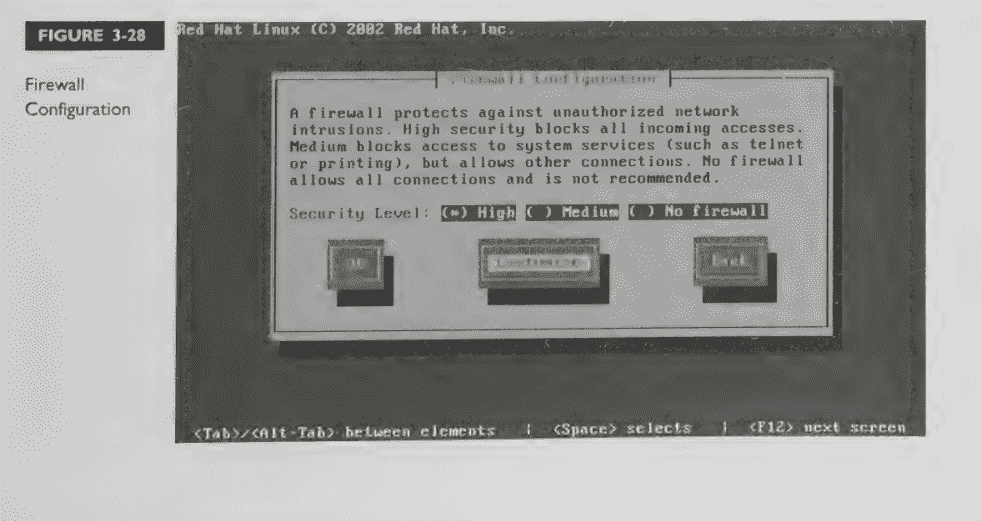 FIGURE 3-28
Firewall
Configuration
Red Hat Linux (C) 2002 Red Hat, Inc.
Firewall Configuration
A firewall protects against unauthorized network
intrusions. High security blocks all incoming accesses.
Medium blocks access to system services (such as telnet
or printing), but allows other connections. No firewall
allows all connections and is not recommended.
Security Level: (*) High ( ) Medium ( ) No firewall
OK Customize Back
<Tab>/<Alt-Tab> between elements | <Space> selects | <F12> next screen